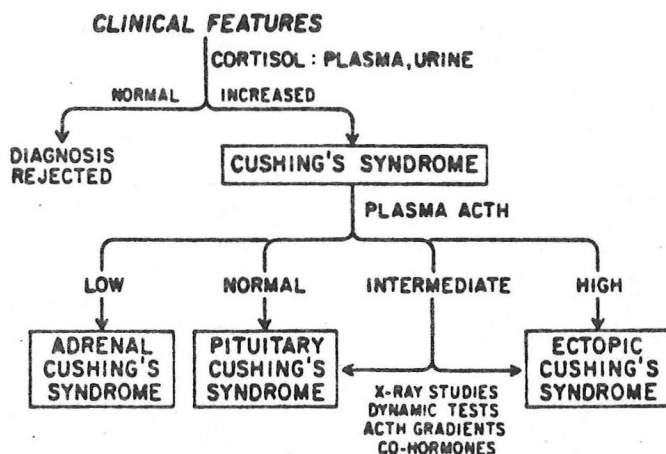 CLINICAL FEATURES
CORTISOL: PLASMA, URINE
NORMAL INCREASED
DIAGNOSIS
REJECTED
CUSHING'S SYNDROME
PLASMA ACTH
LOW NORMAL INTERMEDIATE HIGH
ADRENAL
CUSHING'S
SYNDROME
PITUITARY
CUSHING'S
SYNDROME
X-RAY STUDIES
DYNAMIC TESTS
ACTH GRADIENTS
CO-HORMONES
ECTOPIC
CUSHING'S
SYNDROME